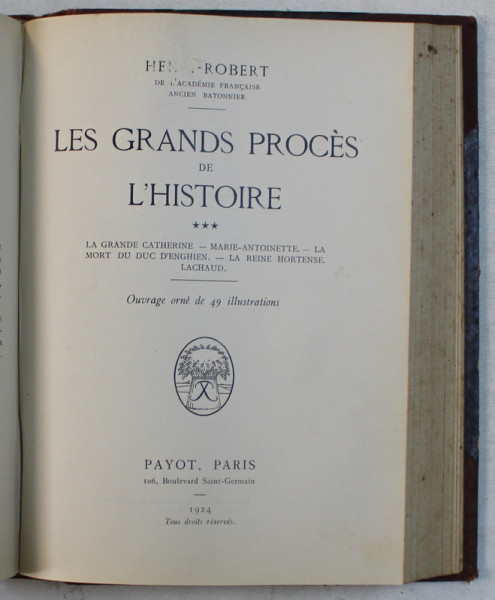 HEN .-ROBERT
DE L'ACADÉMIE FRANÇAISE
ANCIEN BATONNIER
LES GRANDS PROCÈS
DE
L'HISTOIRE
★★★
LA GRANDE CATHERINE — MARIE-ANTOINETTE. — LA
MORT DU DUC D'ENGHIEN. — LA REINE HORTENSE.
LACHAUD.
Ouvrage orné de 49 illustrations
PAYOT, PARIS
106, Boulevard Saint-Germain
1924
Tous droits réservés.